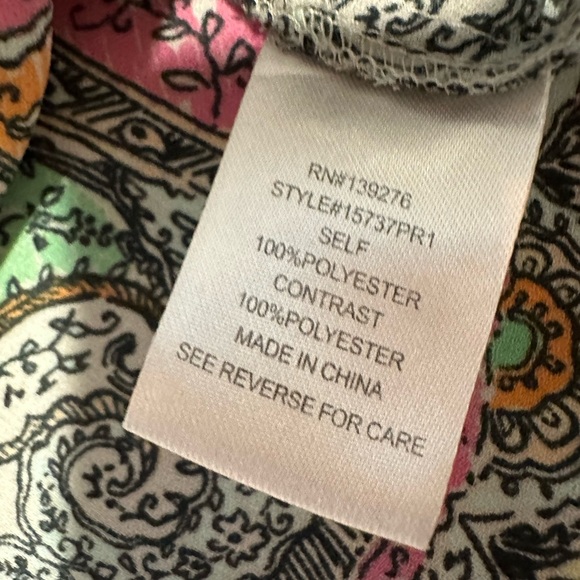 RN#139276
STYLE#15737PR1
SELF
100%POLYESTER
CONTRAST
100%POLYESTER
MADE IN CHINA
SEE REVERSE FOR CARE